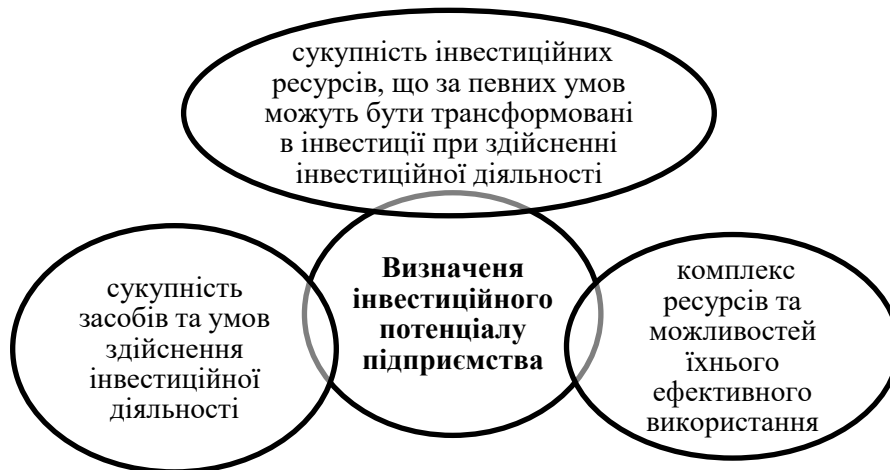 сукупність інвестиційних
ресурсів, що за певних умов
можуть бути трансформовані
в інвестиції при здійсненні
інвестиційної діяльності
Визначеня
інвестиційного
потенціалу
підприємства
сукупність
засобів та умов
здійснення
інвестиційної
діяльності
комплекс
ресурсів та
можливостей
їхнього
ефективного
використання